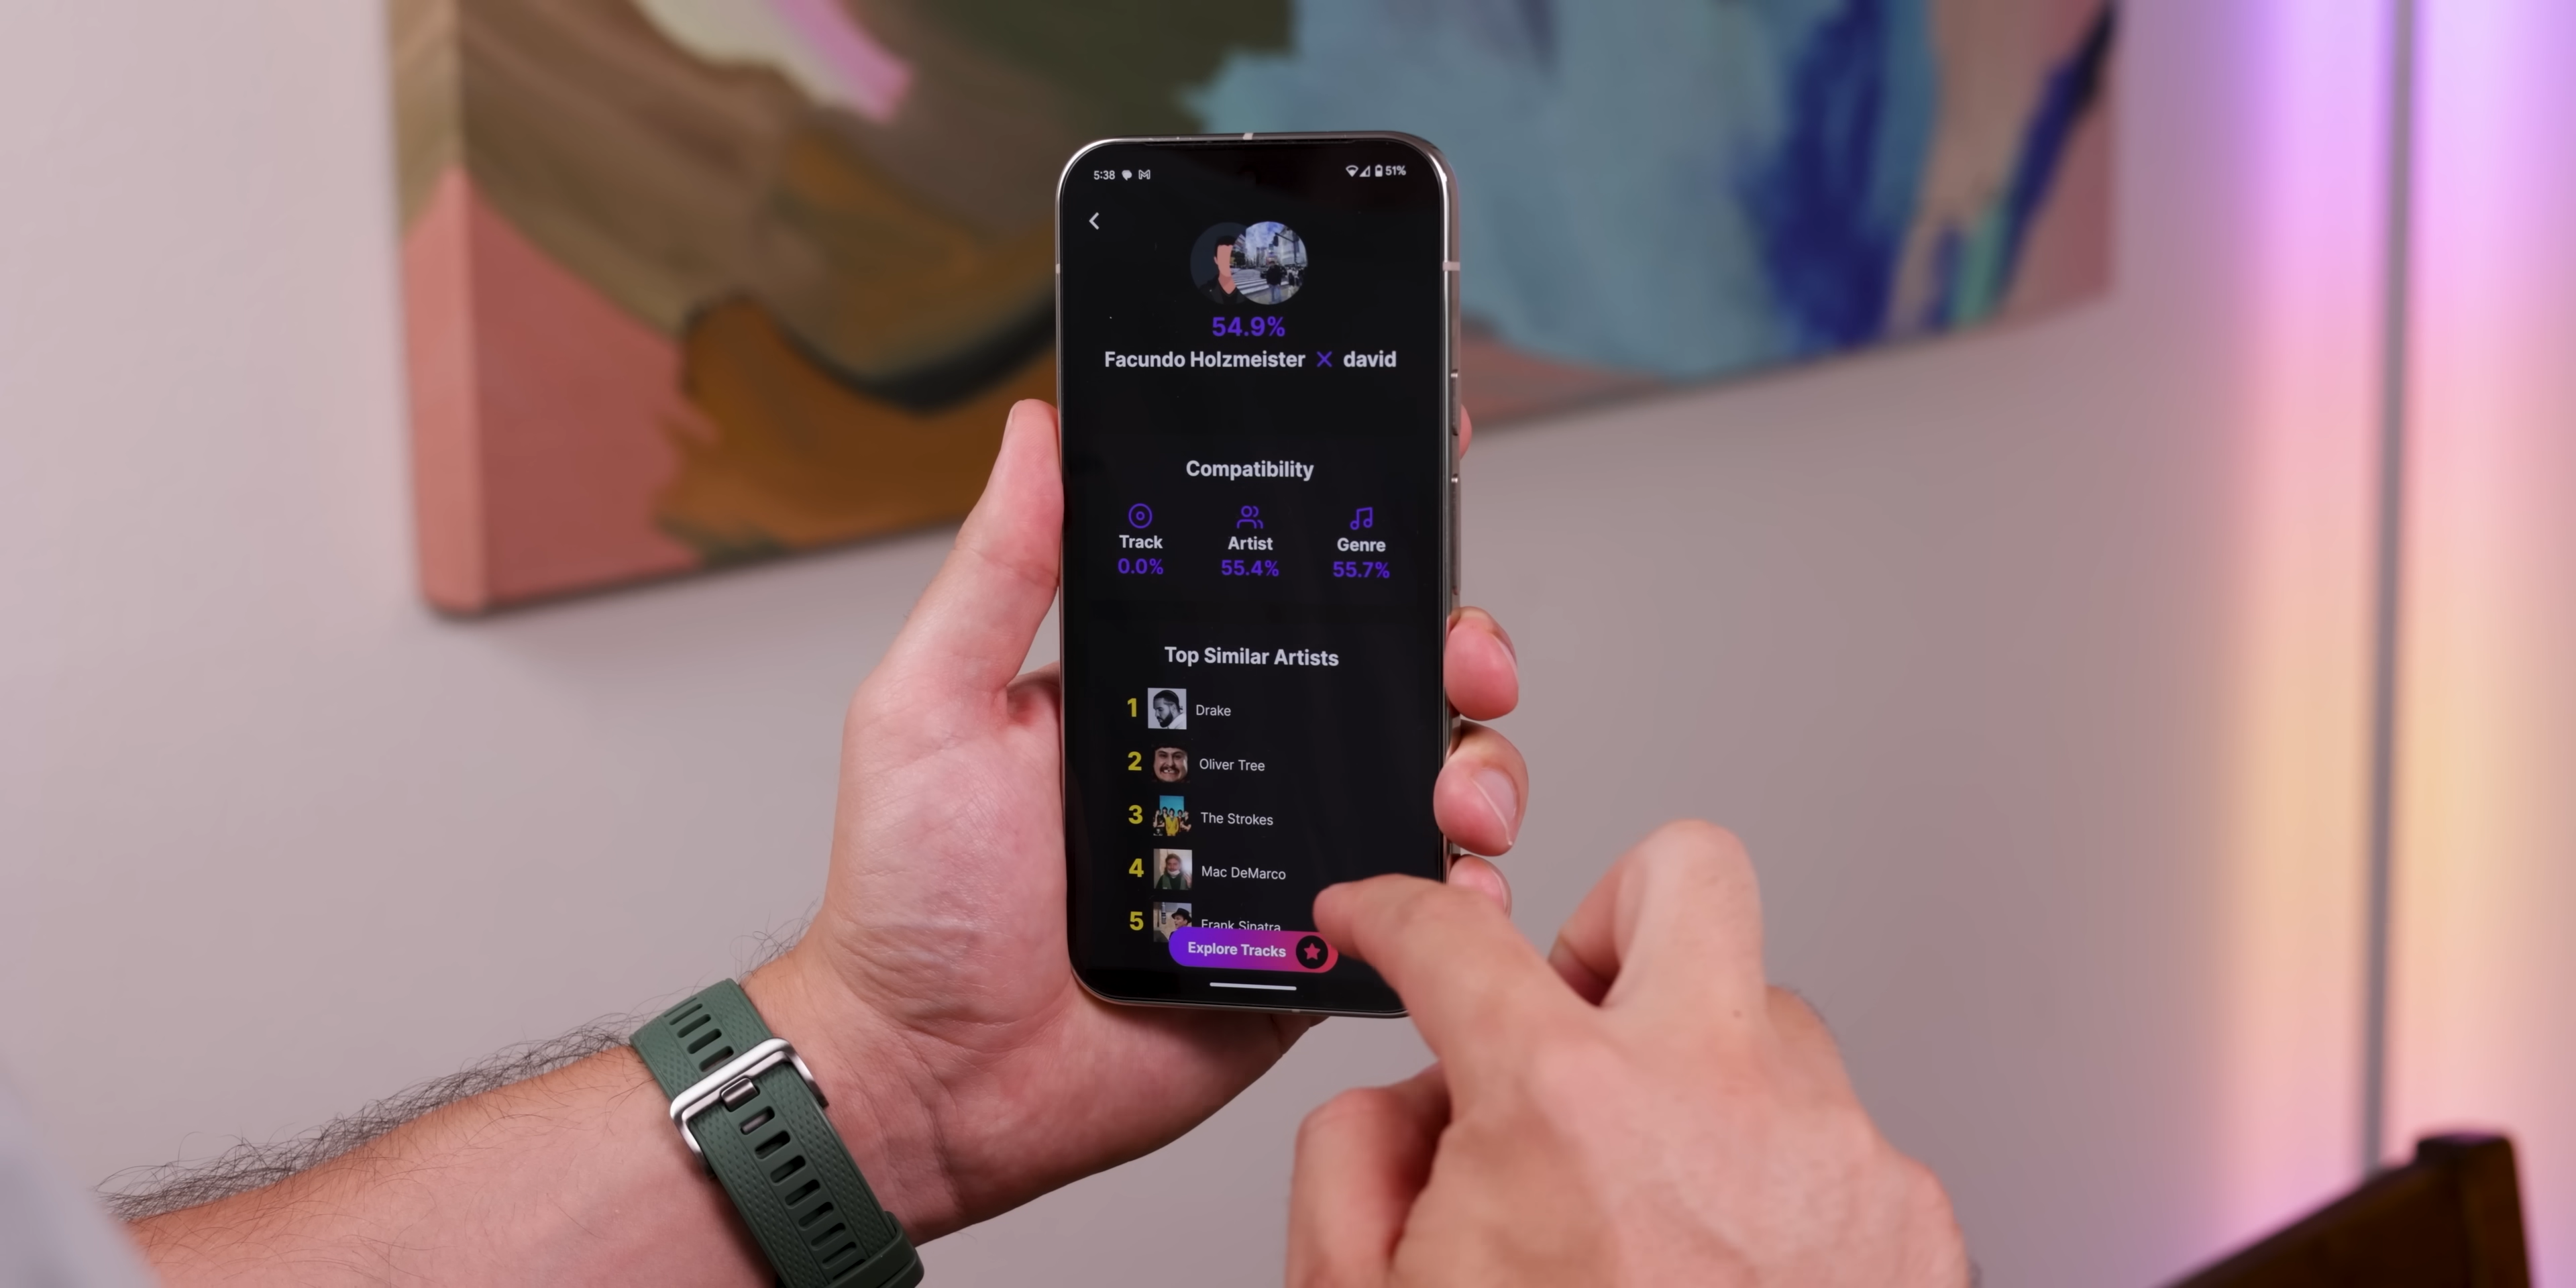 5:38 51%
54.9%
Facundo Holzmeister X david
Compatibility
Track Artist Genre
0.0% 55.4% 55.7%
Top Similar Artists
1 Drake
2 Oliver Tree
3 The Strokes
4 Mac DeMarco
5 Frank Sinatra
Explore Tracks